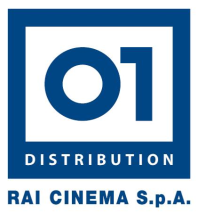 01
DISTRIBUTION
RAI CINEMA S.p.A.